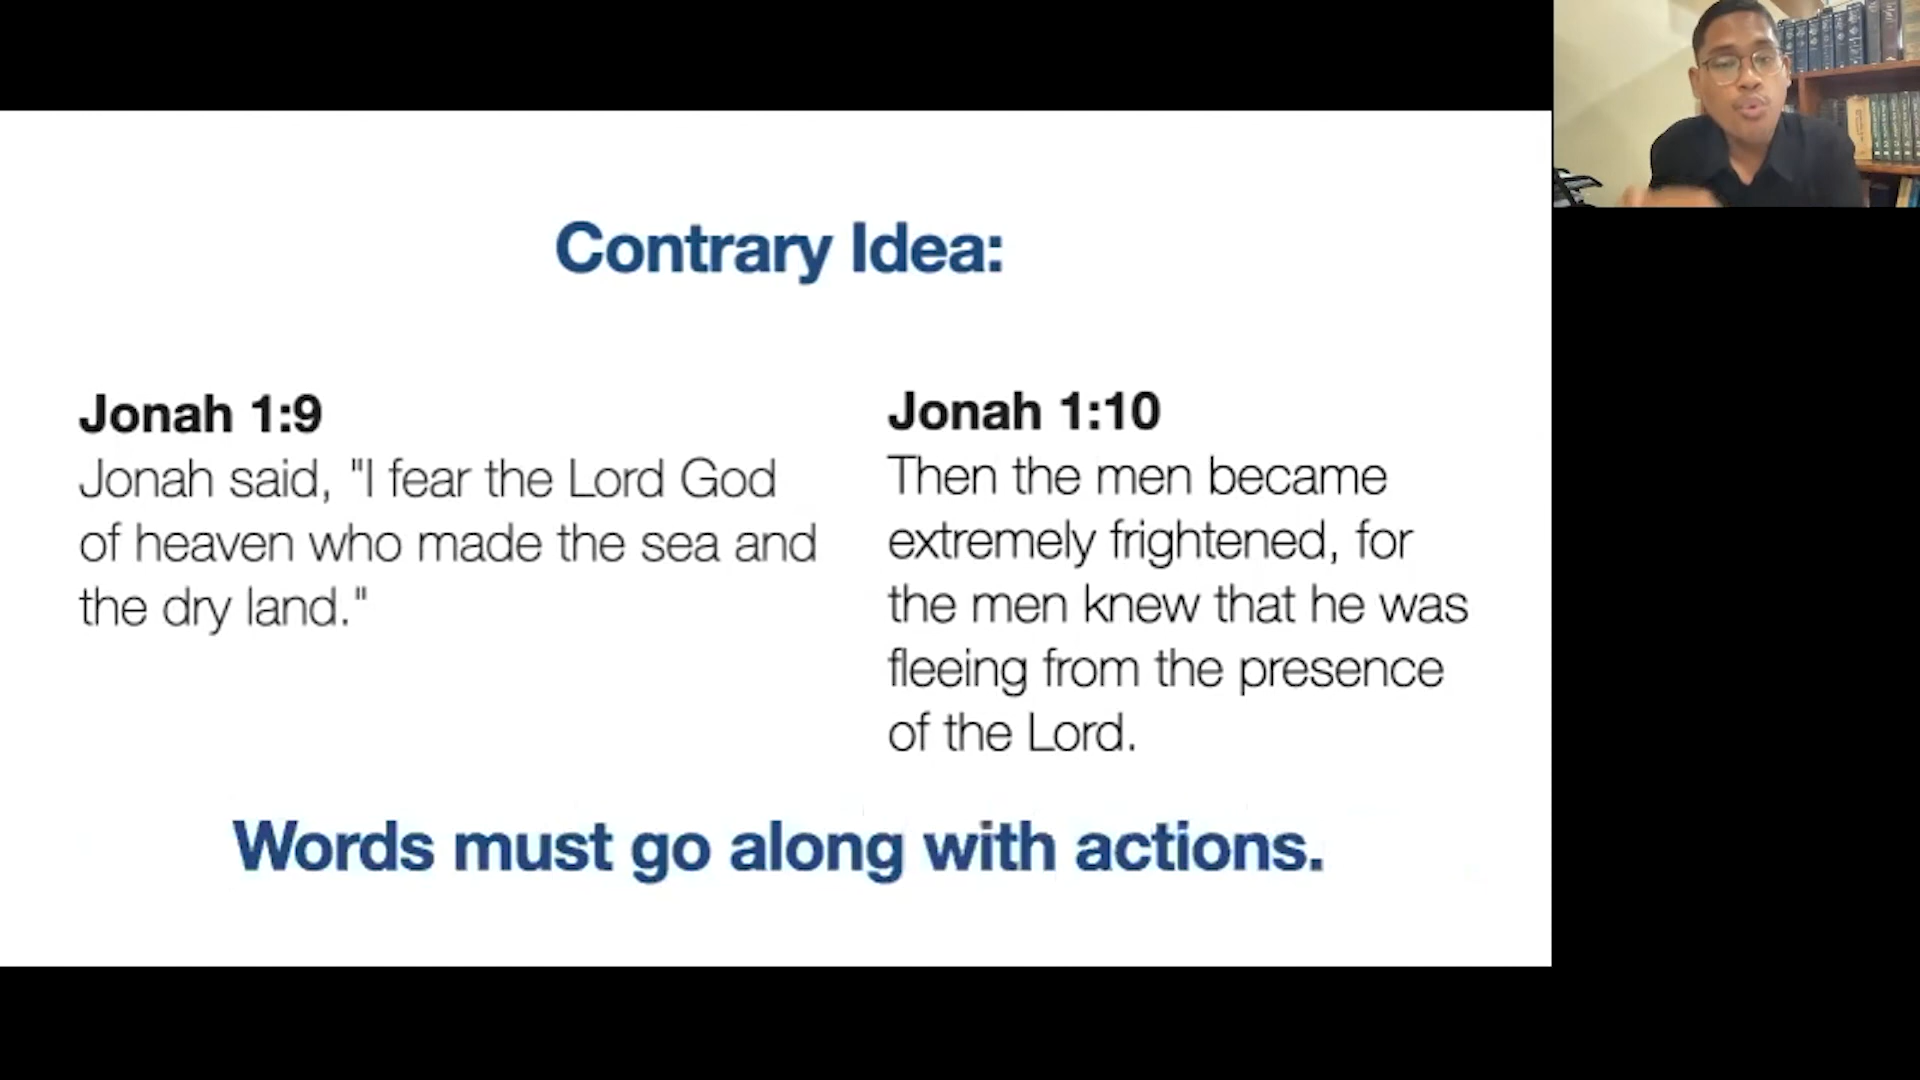 Contrary Idea:
Jonah 1:9
Jonah said, "I fear the Lord God
of heaven who made the sea and
the dry land."
Jonah 1:10
Then the men became
extremely frightened, for
the men knew that he was
fleeing from the presence
of the Lord.
Words must go along with actions.